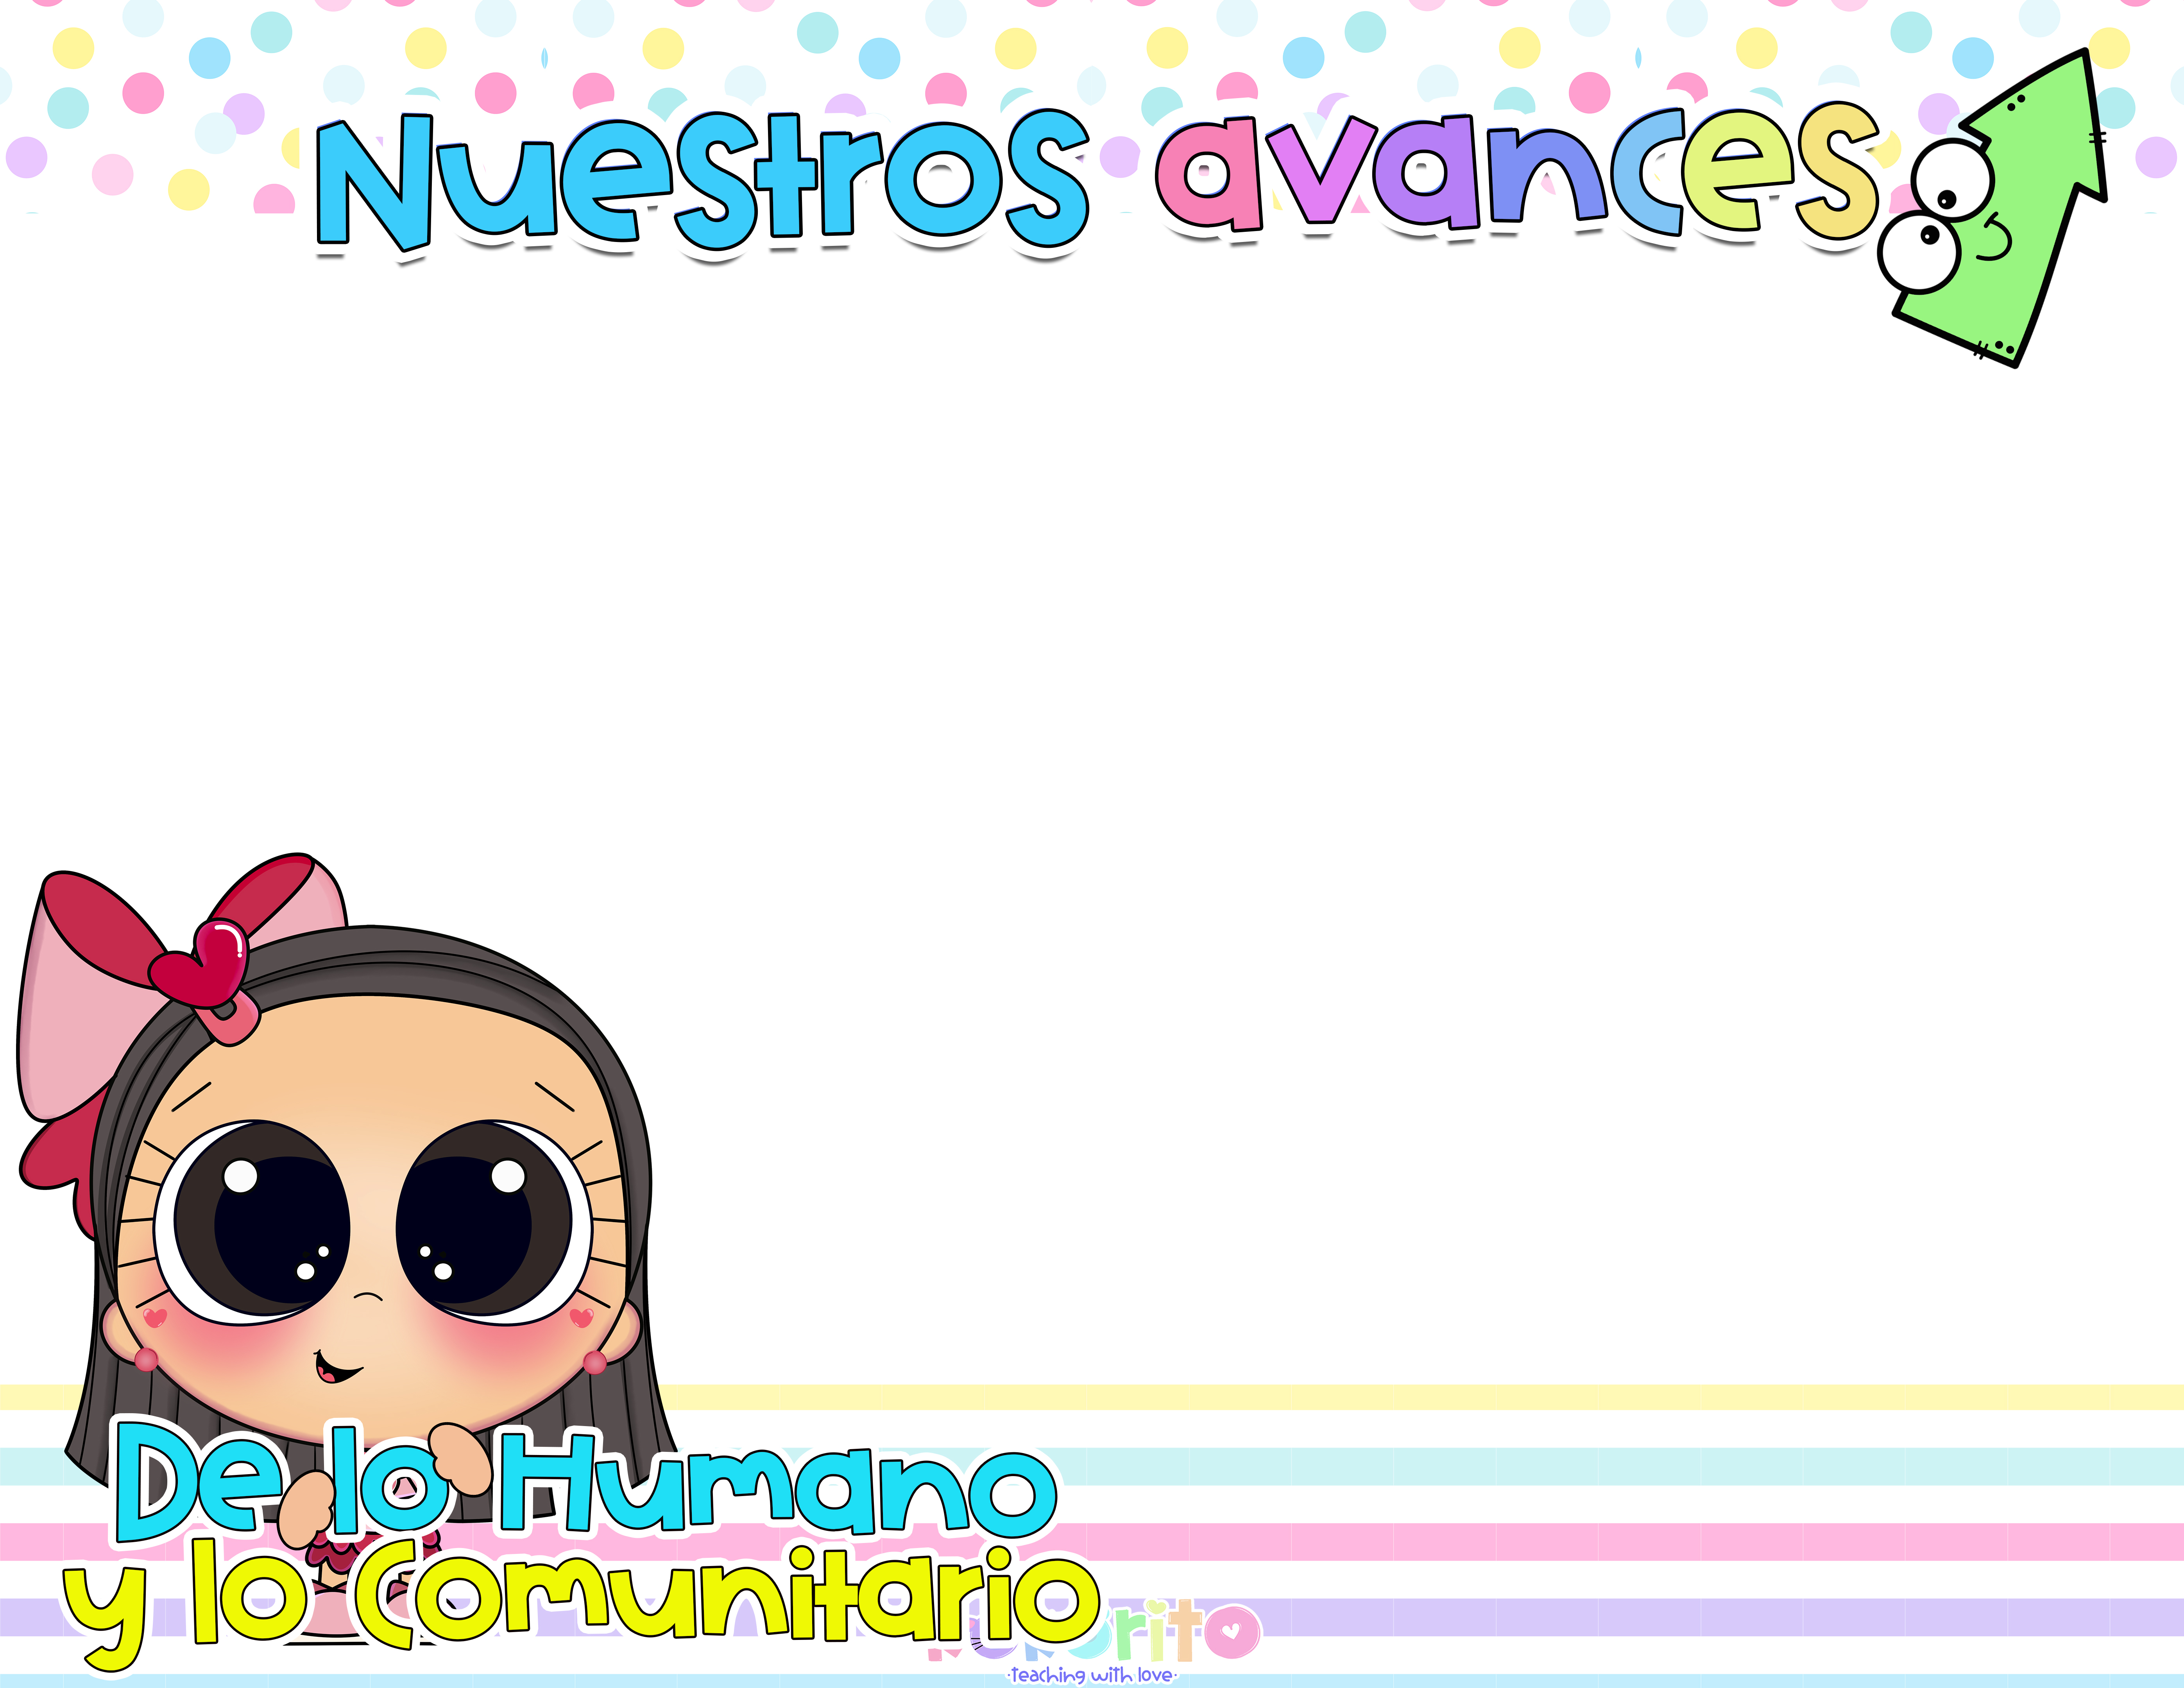 Nuestros avances
De lo Humano
y lo Comunitario
·teaching with love·